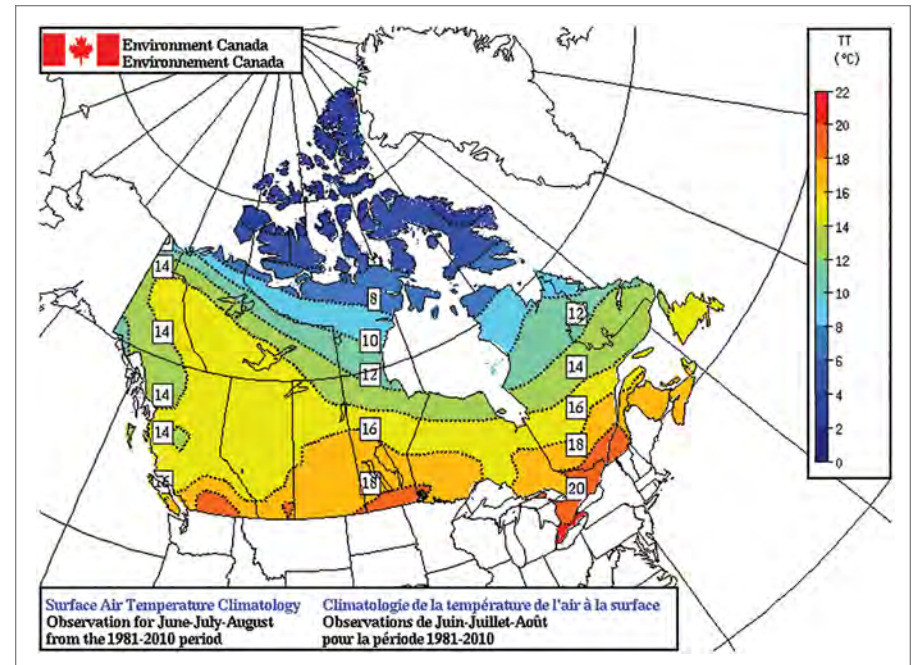 Environment Canada
Environnement Canada
TT
(°C)
22
20
18
16
14
12
10
8
6
4
2
0
14
8
12
10
14
12
14
14
16
14
16
18
16
18
20
Surface Air Temperature Climatology
Observation for June-July-August
from the 1981-2010 period
Climatologie de la température de l'air à la surface
Observations de Juin-Juillet-Août
pour la période 1981-2010